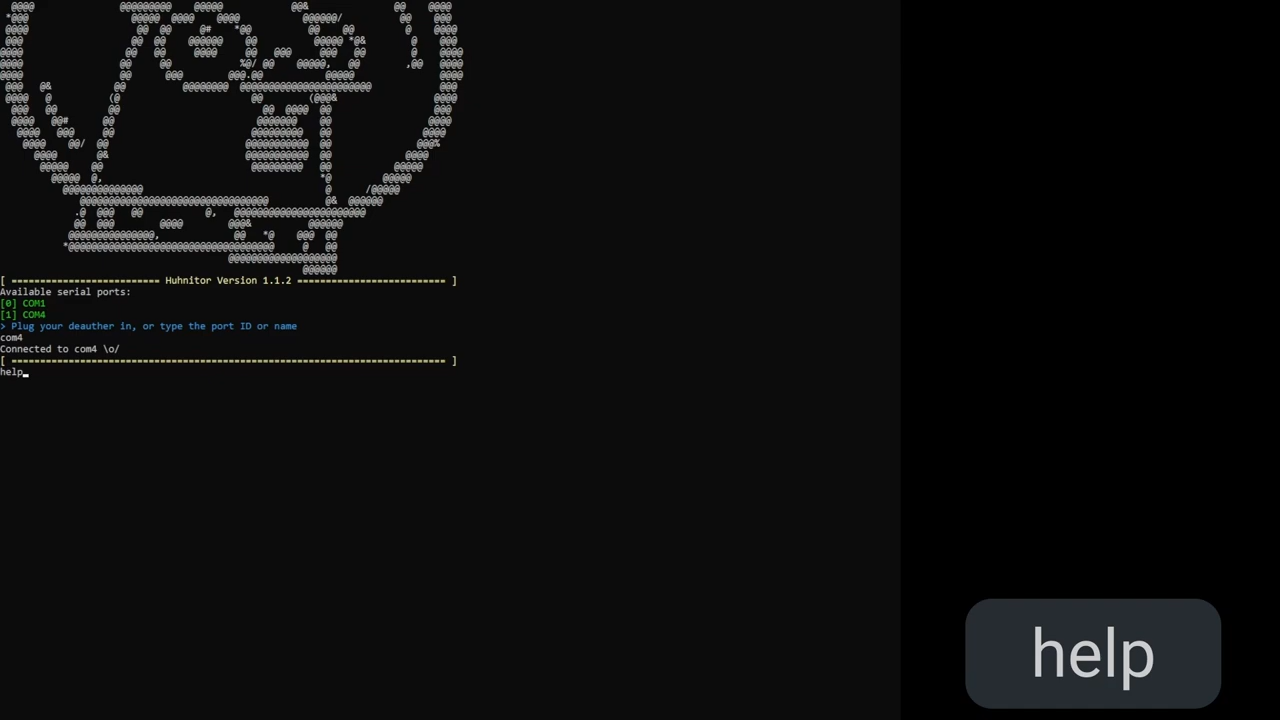 [ ========================== Huhnitor Version 1.1.2 ========================== ]
Available serial ports:
[0] COM1
[1] COM4
> Plug your deauther in, or type the port ID or name
com4
Connected to com4 \o/
[ ============================================================================ ]
help
help